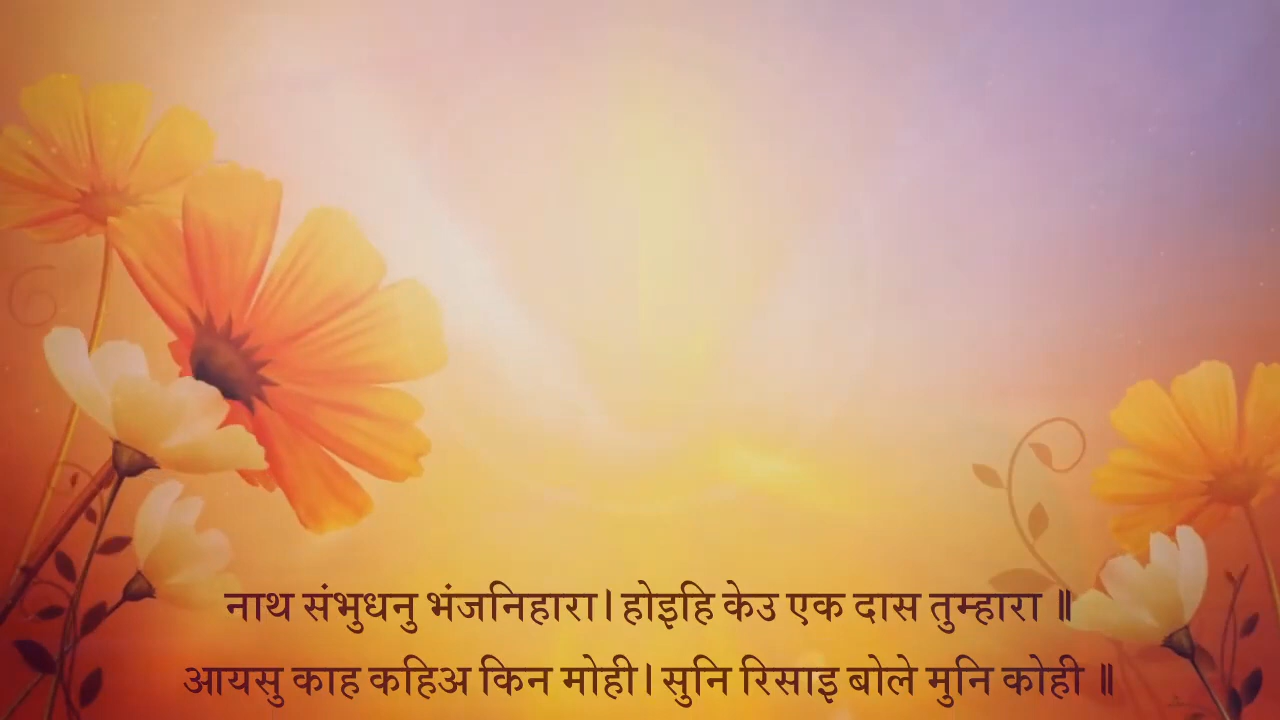 नाथ संभुधनु भंजनिहारा। होइहि केउ एक दास तुम्हारा ॥
आयसु काह कहिअ किन मोही। सुनि रिसाइ बोले मुनि कोही ॥